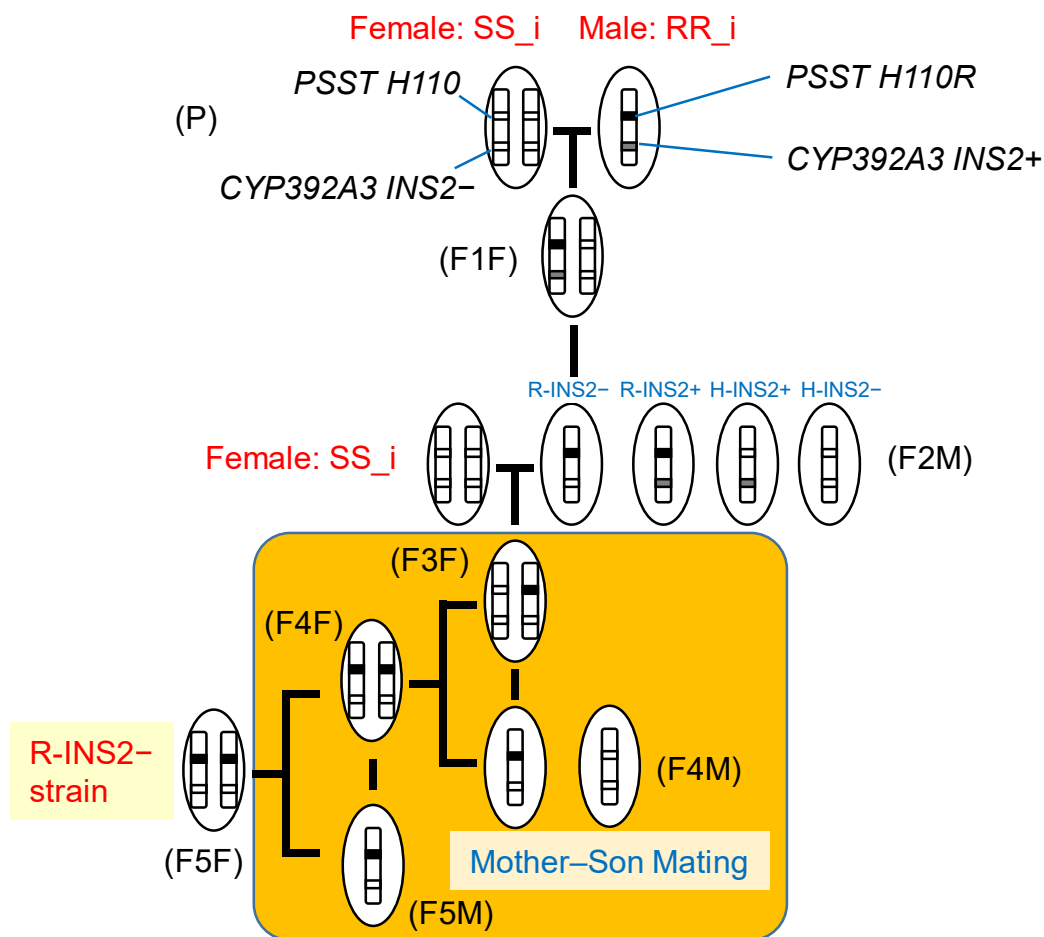 Female: SS_i Male: RR_i
PSST H110
PSST H110R
(P)
CYP392A3 INS2−
CYP392A3 INS2+
(F1F)
R-INS2− R-INS2+ H-INS2+ H-INS2−
Female: SS_i
(F2M)
(F3F)
(F4F)
R-INS2−
strain
(F4M)
(F5F)
Mother–Son Mating
(F5M)